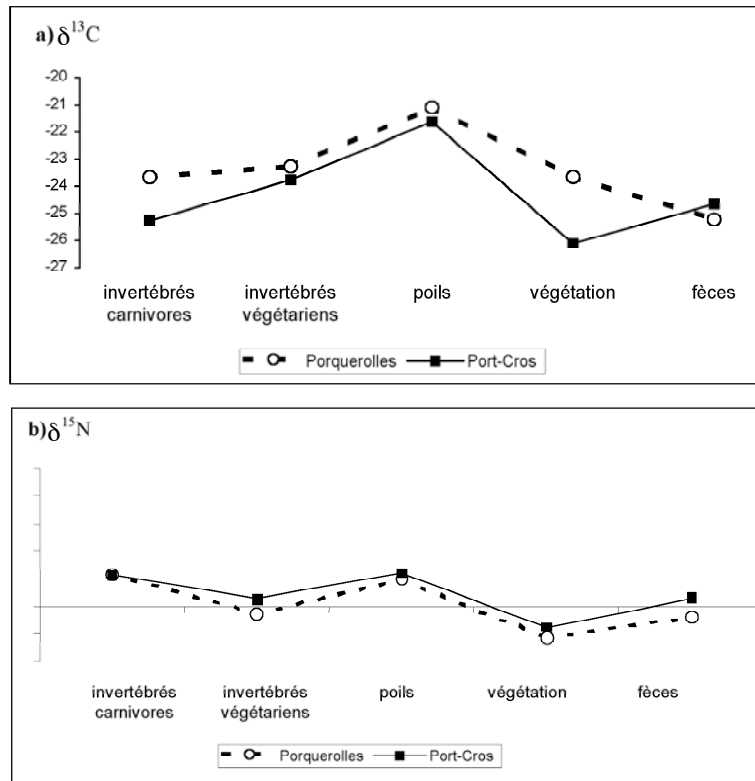 a) δ¹³C
-20
-21
-22
-23
-24
-25
-26
-27
invertébrés invertébrés poils végétation fèces
carnivores végétariens
Porquerolles Port-Cros
b) δ¹⁵N
invertébrés invertébrés poils végétation fèces
carnivores végétariens
Porquerolles Port-Cros